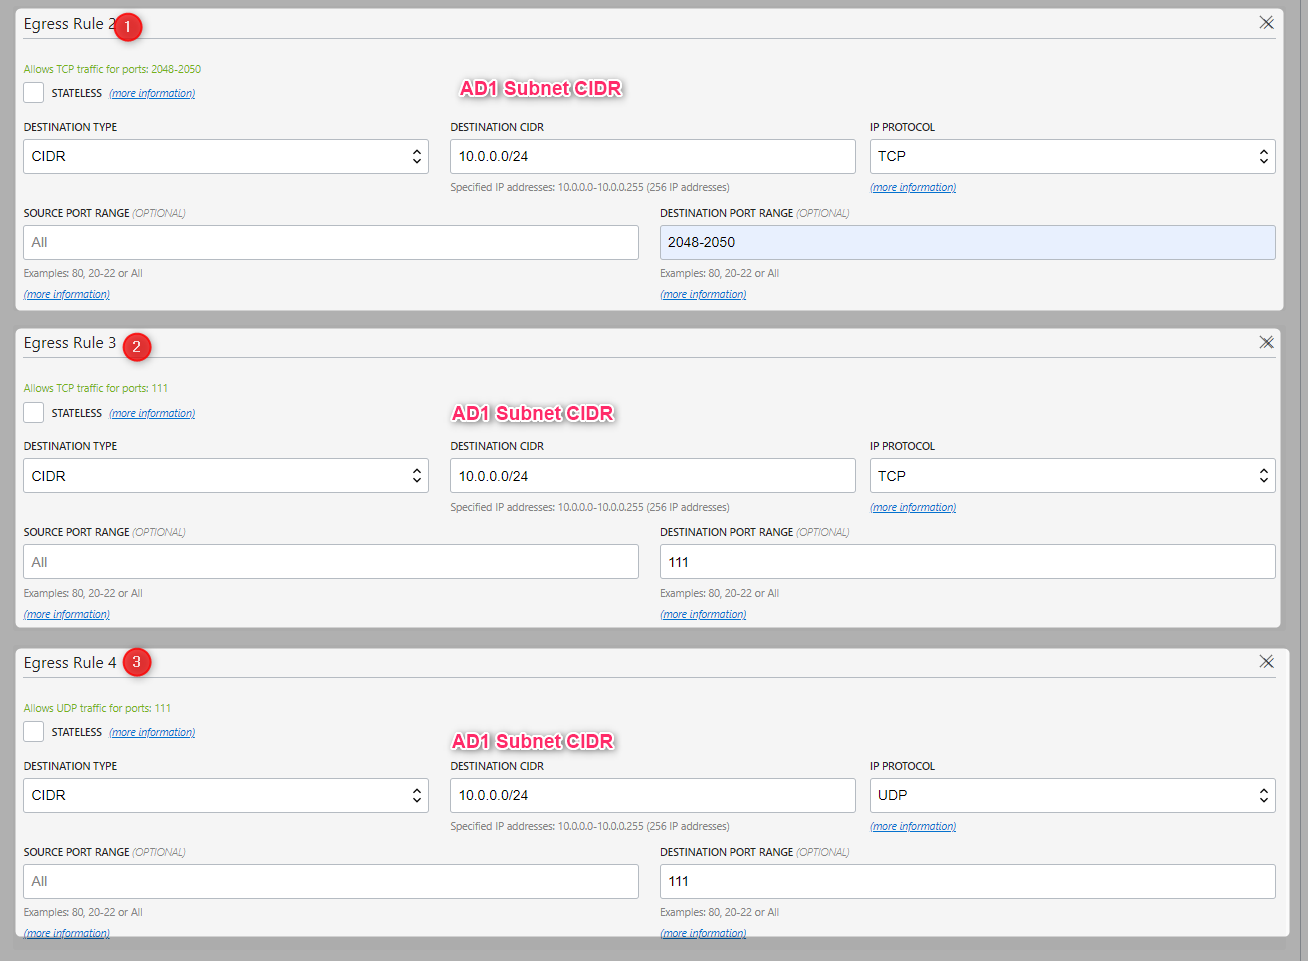 Egress Rule 2 1
Allows TCP traffic for ports: 2048-2050
STATELESS (more information)
AD1 Subnet CIDR
DESTINATION TYPE DESTINATION CIDR IP PROTOCOL
CIDR 10.0.0.0/24 TCP
Specified IP addresses: 10.0.0.0-10.0.0.255 (256 IP addresses) (more information)
SOURCE PORT RANGE (OPTIONAL) DESTINATION PORT RANGE (OPTIONAL)
All 2048-2050
Examples: 80, 20-22 or All Examples: 80, 20-22 or All
(more information) (more information)
Egress Rule 3 2
Allows TCP traffic for ports: 111
STATELESS (more information)
AD1 Subnet CIDR
DESTINATION TYPE DESTINATION CIDR IP PROTOCOL
CIDR 10.0.0.0/24 TCP
Specified IP addresses: 10.0.0.0-10.0.0.255 (256 IP addresses) (more information)
SOURCE PORT RANGE (OPTIONAL) DESTINATION PORT RANGE (OPTIONAL)
All 111
Examples: 80, 20-22 or All Examples: 80, 20-22 or All
(more information) (more information)
Egress Rule 4 3
Allows UDP traffic for ports: 111
STATELESS (more information)
AD1 Subnet CIDR
DESTINATION TYPE DESTINATION CIDR IP PROTOCOL
CIDR 10.0.0.0/24 UDP
Specified IP addresses: 10.0.0.0-10.0.0.255 (256 IP addresses) (more information)
SOURCE PORT RANGE (OPTIONAL) DESTINATION PORT RANGE (OPTIONAL)
All 111
Examples: 80, 20-22 or All Examples: 80, 20-22 or All
(more information) (more information)